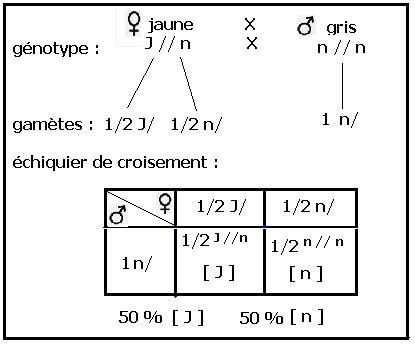 ♀ jaune X ♂ gris
génotype : J // n X n // n
gamètes : 1/2 J/ 1/2 n/ 1 n/
échiquier de croisement :
♂ ♀ 1/2 J/ 1/2 n/
1 n/ 1/2 J//n 1/2 n // n
[ J ] [ n ]
50 % [ J ] 50 % [ n ]